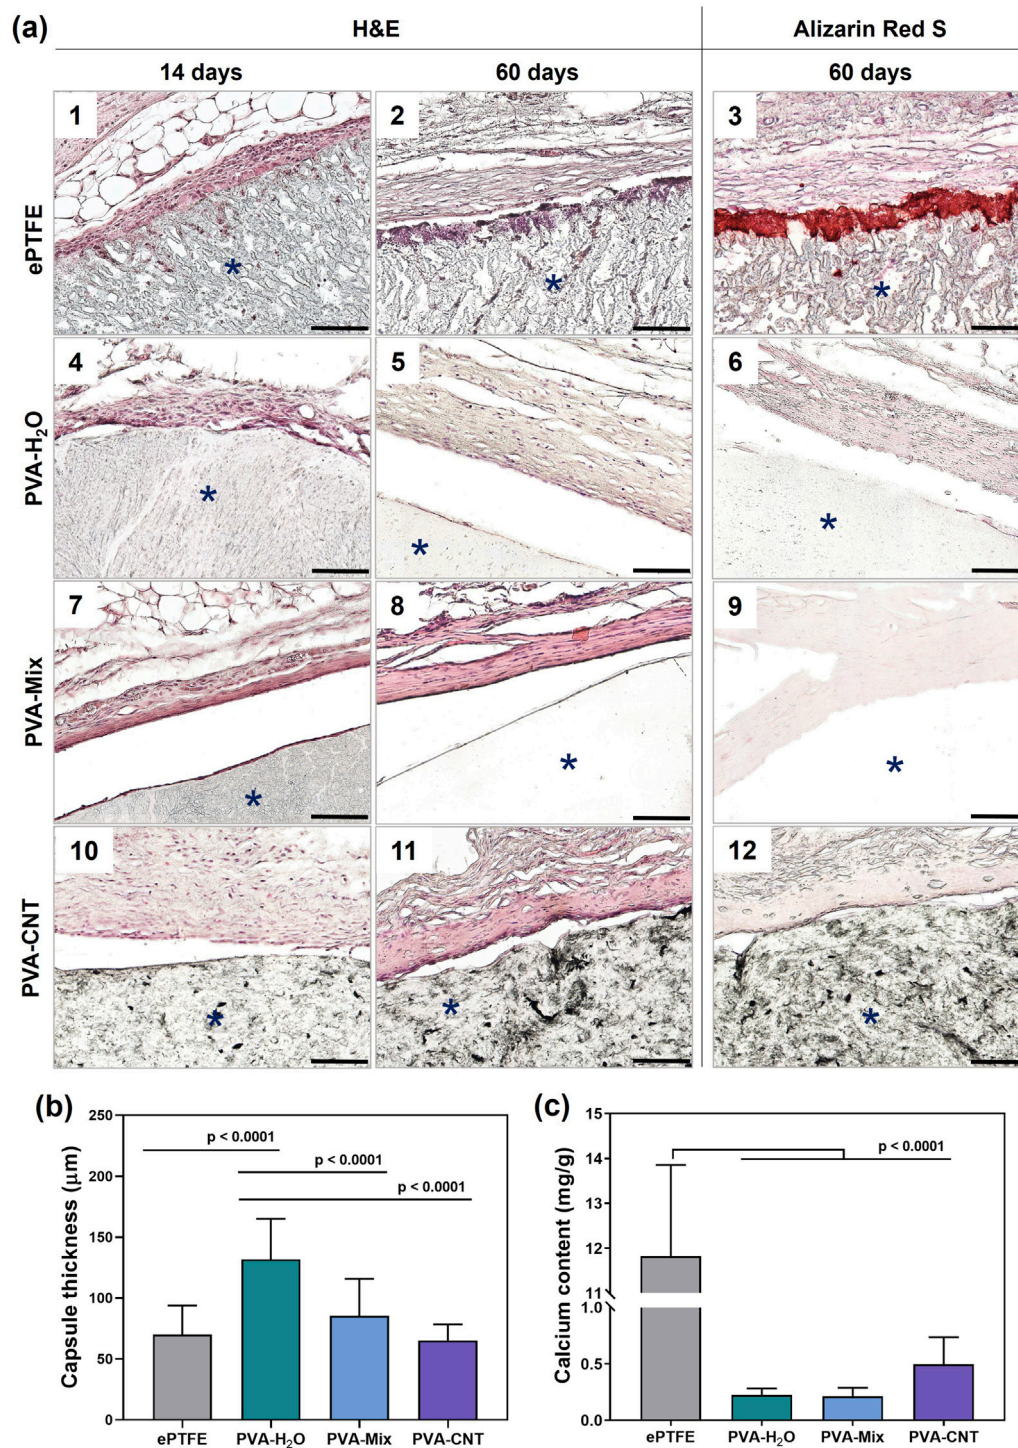 (a)
H&E
Alizarin Red S
14 days
60 days
60 days
ePTFE
1
2
3
PVA-H₂O
4
5
6
PVA-Mix
7
8
9
PVA-CNT
10
11
12
(b)
Capsule thickness (µm)
250
200
150
100
50
0
p < 0.0001
p < 0.0001
p < 0.0001
ePTFE
PVA-H₂O
PVA-Mix
PVA-CNT
(c)
Calcium content (mg/g)
15
14
13
12
11
1.0
0.5
0.0
p < 0.0001
ePTFE
PVA-H₂O
PVA-Mix
PVA-CNT